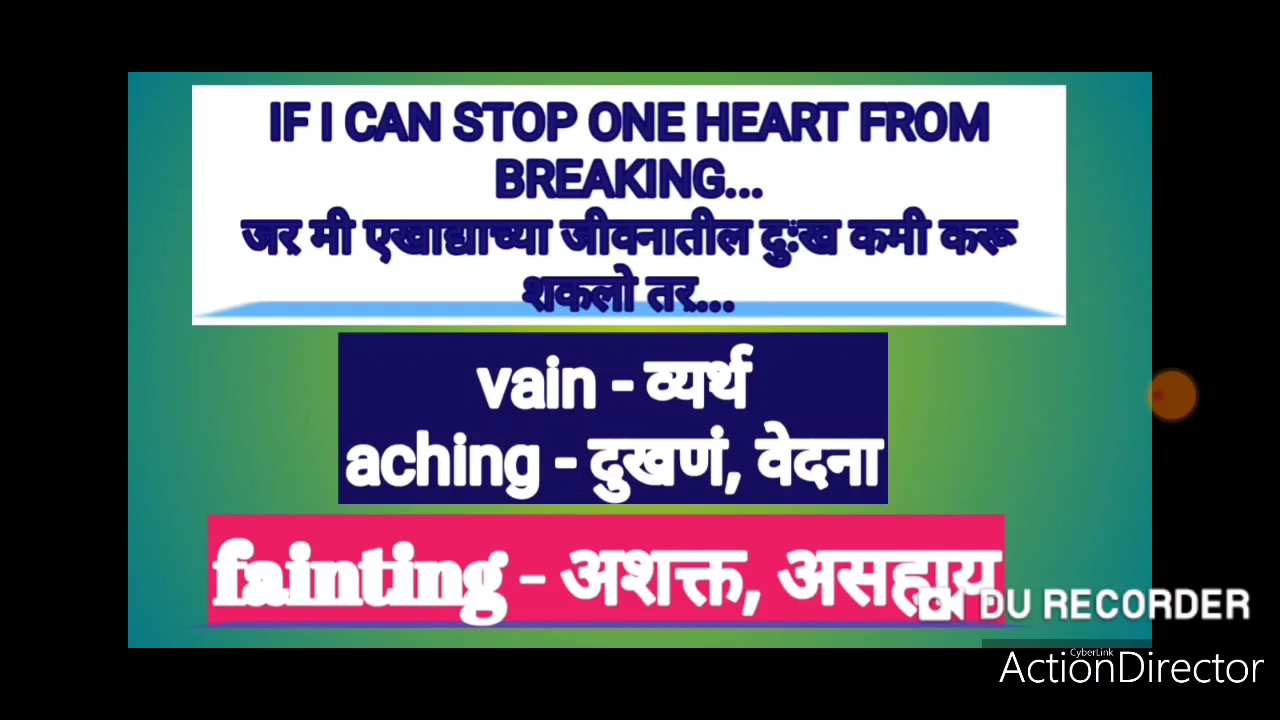 IF I CAN STOP ONE HEART FROM
BREAKING...
जर मी एखाद्याच्या जीवनातील दुःख कमी करू
शकलो तर...
vain - व्यर्थ
aching - दुखणं, वेदना
fainting - अशक्त, असहाय
DU RECORDER
CyberLink
ActionDirector